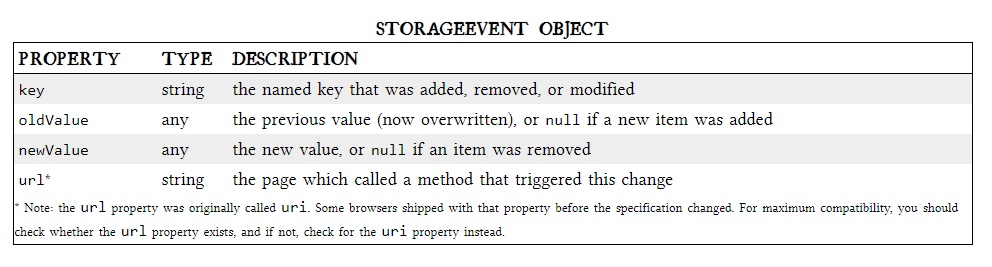 STORAGEEVENT OBJECT
PROPERTY TYPE DESCRIPTION
key string the named key that was added, removed, or modified
oldValue any the previous value (now overwritten), or null if a new item was added
newValue any the new value, or null if an item was removed
url* string the page which called a method that triggered this change
* Note: the url property was originally called uri. Some browsers shipped with that property before the specification changed. For maximum compatibility, you should
check whether the url property exists, and if not, check for the uri property instead.